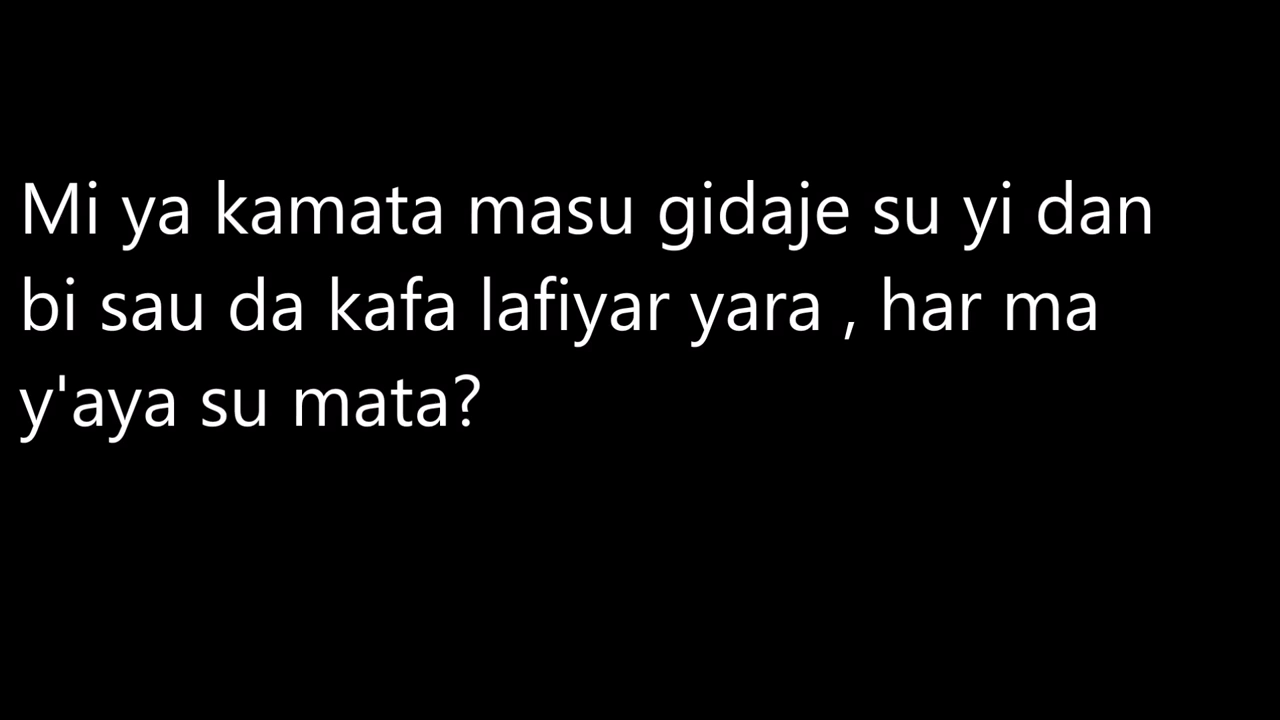 Mi ya kamata masu gidaje su yi dan
bi sau da kafa lafiyar yara , har ma
y'aya su mata?